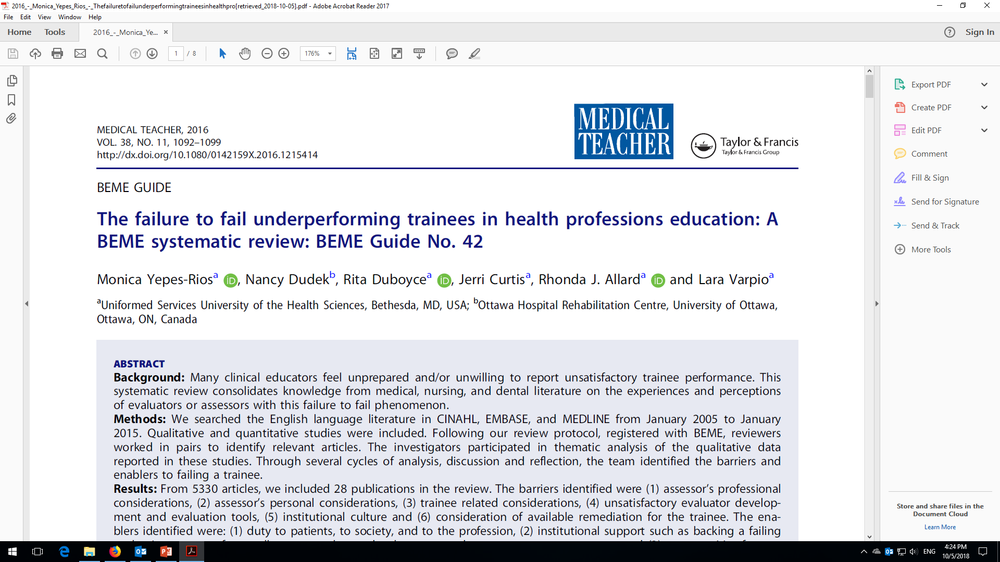 2016_-_Monica_Yepes_Rios_-_Thefailuretofailunderperformingtraineesinhealthpro[retrieved_2018-10-05].pdf - Adobe Acrobat Reader 2017
File Edit View Window Help
Home Tools 2016_-_Monica_Ye... × Sign In
1 / 8 176%
MEDICAL TEACHER, 2016
VOL. 38, NO. 11, 1092–1099
http://dx.doi.org/10.1080/0142159X.2016.1215414
MEDICAL
TEACHER
Taylor & Francis
Taylor & Francis Group
BEME GUIDE
The failure to fail underperforming trainees in health professions education: A
BEME systematic review: BEME Guide No. 42
Monica Yepes-Riosa iD, Nancy Dudekb, Rita Duboycea iD, Jerri Curtisa, Rhonda J. Allarda iD and Lara Varpioa
aUniformed Services University of the Health Sciences, Bethesda, MD, USA; bOttawa Hospital Rehabilitation Centre, University of Ottawa,
Ottawa, ON, Canada
ABSTRACT
Background: Many clinical educators feel unprepared and/or unwilling to report unsatisfactory trainee performance. This
systematic review consolidates knowledge from medical, nursing, and dental literature on the experiences and perceptions
of evaluators or assessors with this failure to fail phenomenon.
Methods: We searched the English language literature in CINAHL, EMBASE, and MEDLINE from January 2005 to January
2015. Qualitative and quantitative studies were included. Following our review protocol, registered with BEME, reviewers
worked in pairs to identify relevant articles. The investigators participated in thematic analysis of the qualitative data
reported in these studies. Through several cycles of analysis, discussion and reflection, the team identified the barriers and
enablers to failing a trainee.
Results: From 5330 articles, we included 28 publications in the review. The barriers identified were (1) assessor's professional
considerations, (2) assessor's personal considerations, (3) trainee related considerations, (4) unsatisfactory evaluator develop-
ment and evaluation tools, (5) institutional culture and (6) consideration of available remediation for the trainee. The ena-
blers identified were: (1) duty to patients, to society, and to the profession, (2) institutional support such as backing a failing
Export PDF
Create PDF
Edit PDF
Comment
Fill & Sign
Send for Signature
Send & Track
More Tools
Store and share files in the
Document Cloud
Learn More
ENG
4:24 PM
10/5/2018